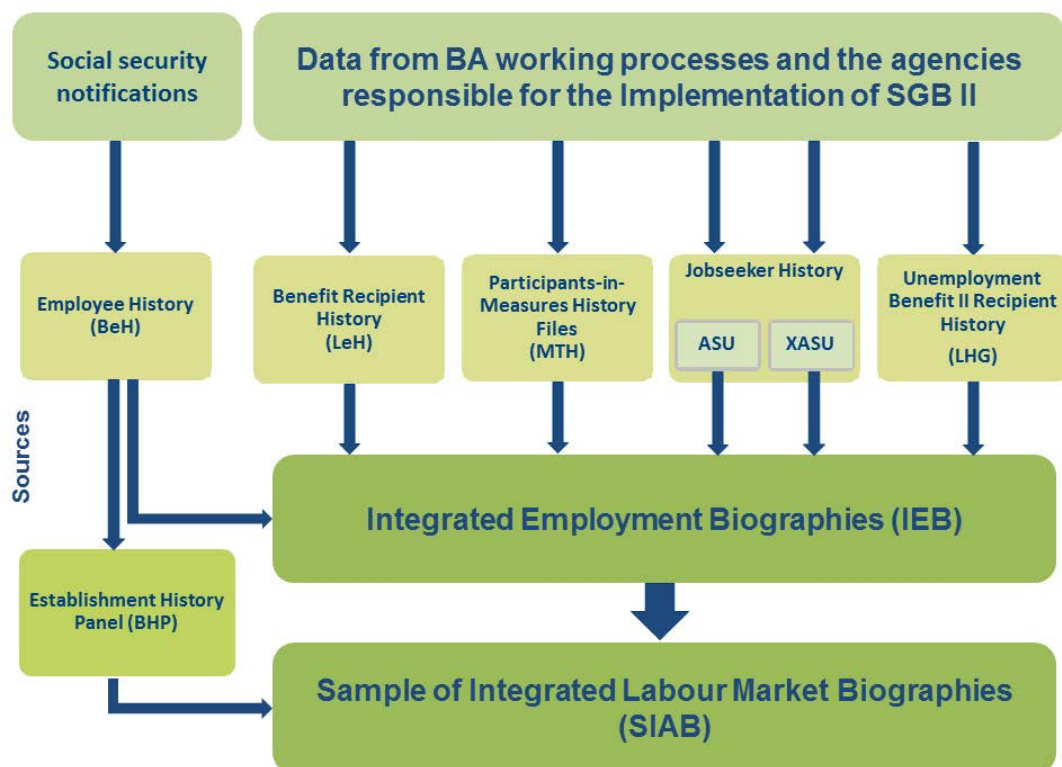 Social security
notifications
Data from BA working processes and the agencies
responsible for the Implementation of SGB II
Employee History
(BeH)
Benefit Recipient
History
(LeH)
Participants-in-
Measures History
Files
(MTH)
Jobseeker History
ASU
XASU
Unemployment
Benefit II Recipient
History
(LHG)
Sources
Integrated Employment Biographies (IEB)
Establishment History
Panel (BHP)
Sample of Integrated Labour Market Biographies
(SIAB)